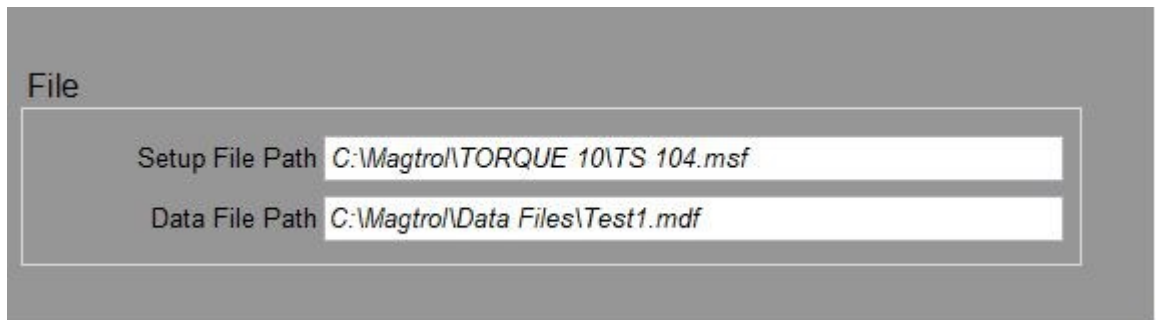 File
Setup File Path C:\Magtrol\TORQUE 10\TS 104.msf
Data File Path C:\Magtrol\Data Files\Test1.mdf